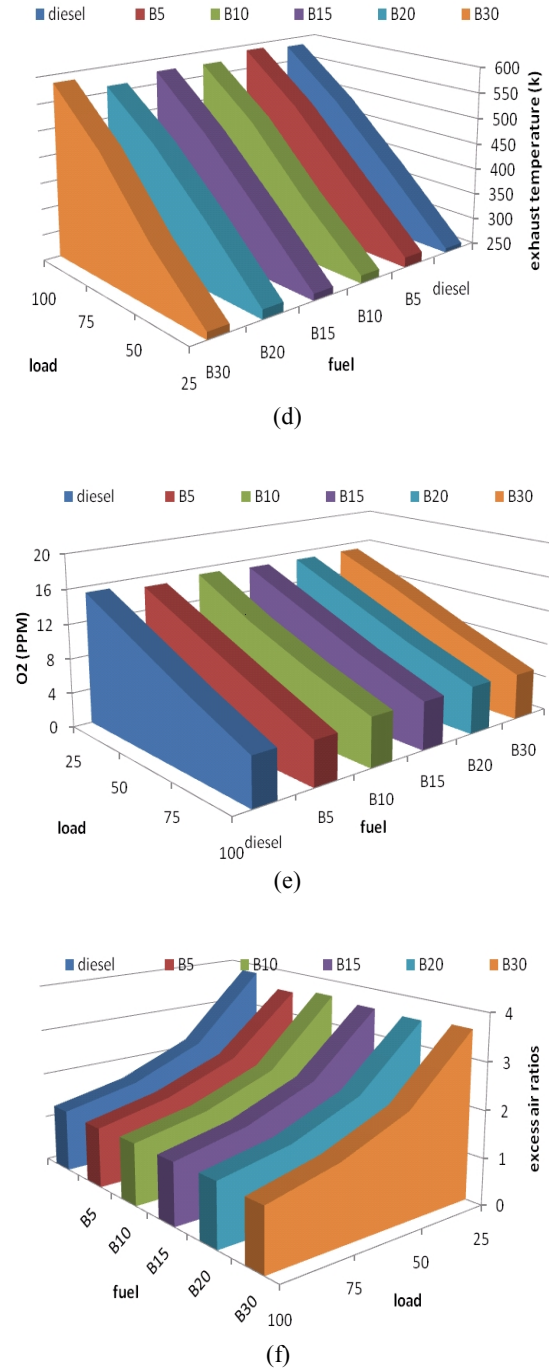 diesel B5 B10 B15 B20 B30
600
550
500
450
400
350
300
250
exhaust temperature (k)
100
75
50
25
load
B30
B20
B15
B10
B5
diesel
fuel
(d)
diesel B5 B10 B15 B20 B30
20
16
12
8
4
0
O2 (PPM)
25
50
75
100
load
diesel
B5
B10
B15
B20
B30
fuel
(e)
diesel B5 B10 B15 B20 B30
4
3
2
1
0
excess air ratios
B5
B10
B15
B20
B30
fuel
100
75
50
25
load
(f)